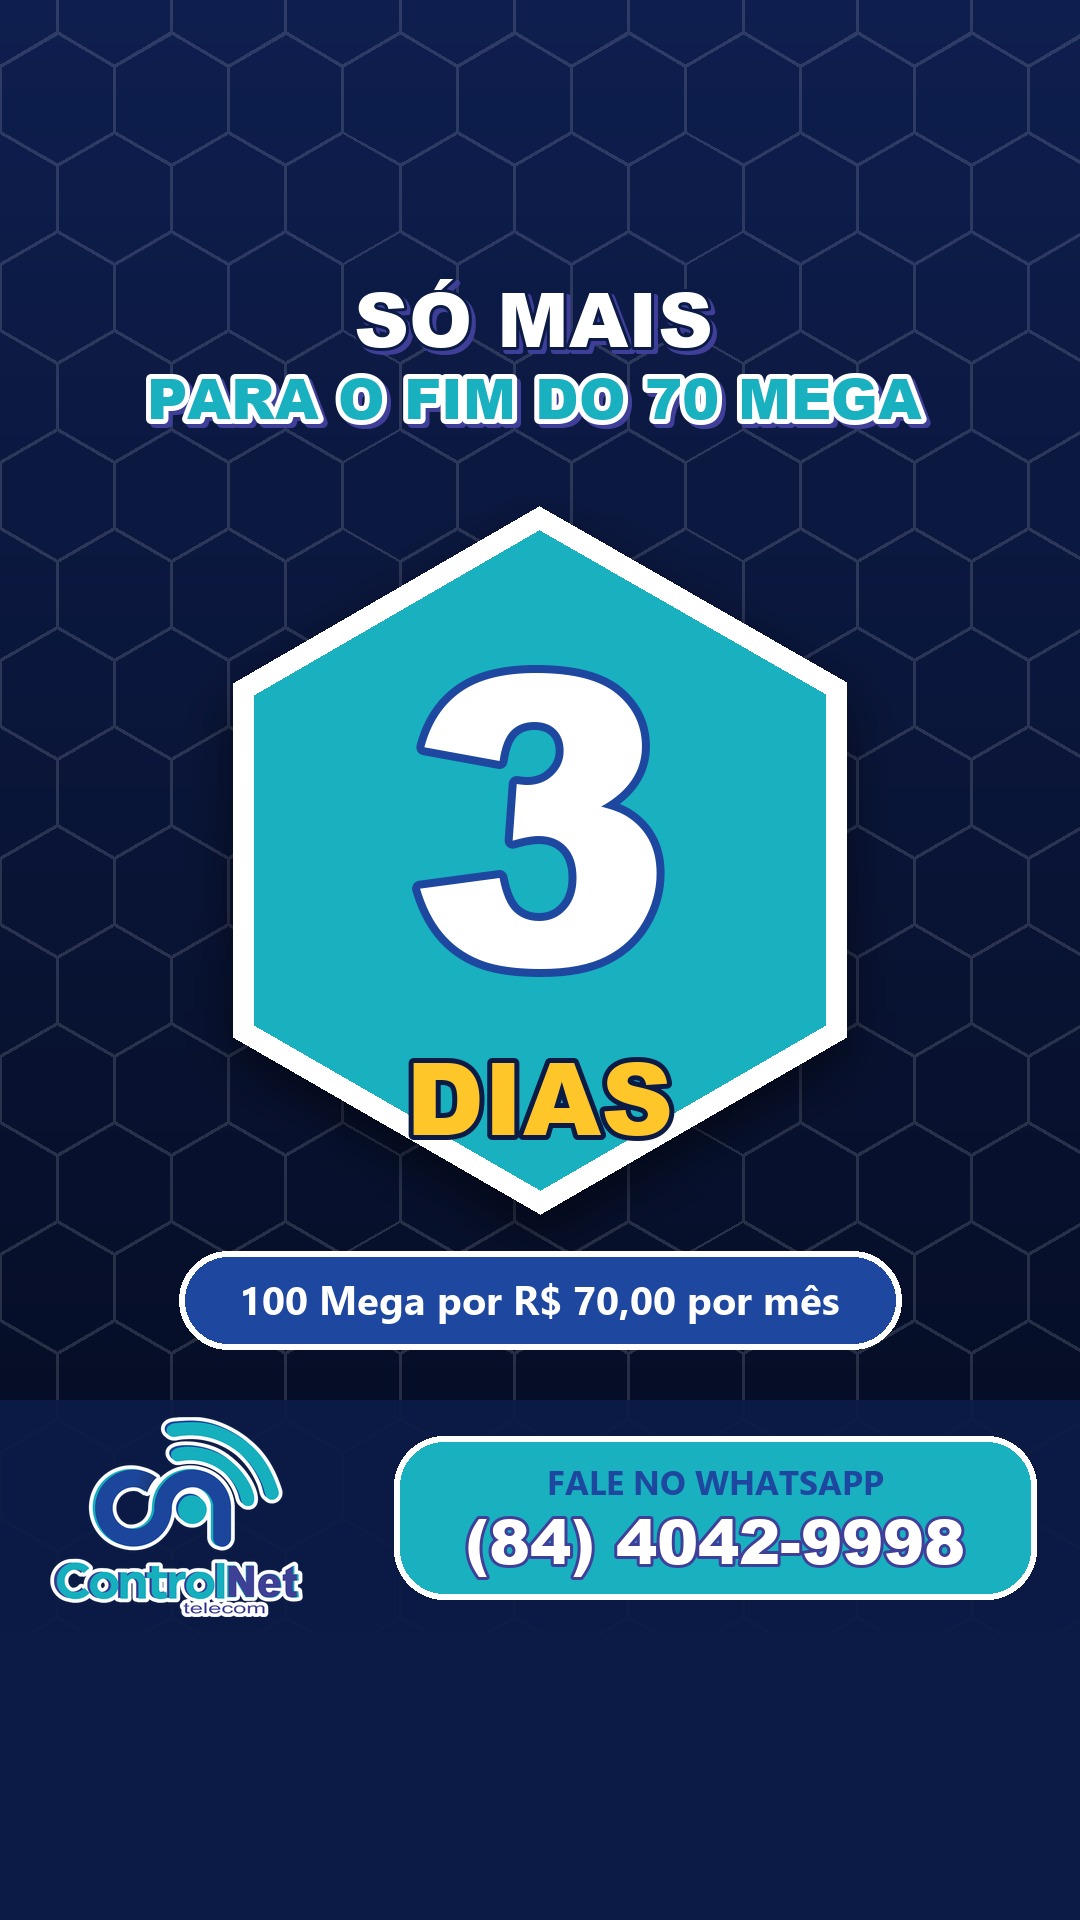 SÓ MAIS
PARA O FIM DO 70 MEGA
3
DIAS
100 Mega por R$ 70,00 por mês
FALE NO WHATSAPP
(84) 4042-9998
ControlNet
telecom